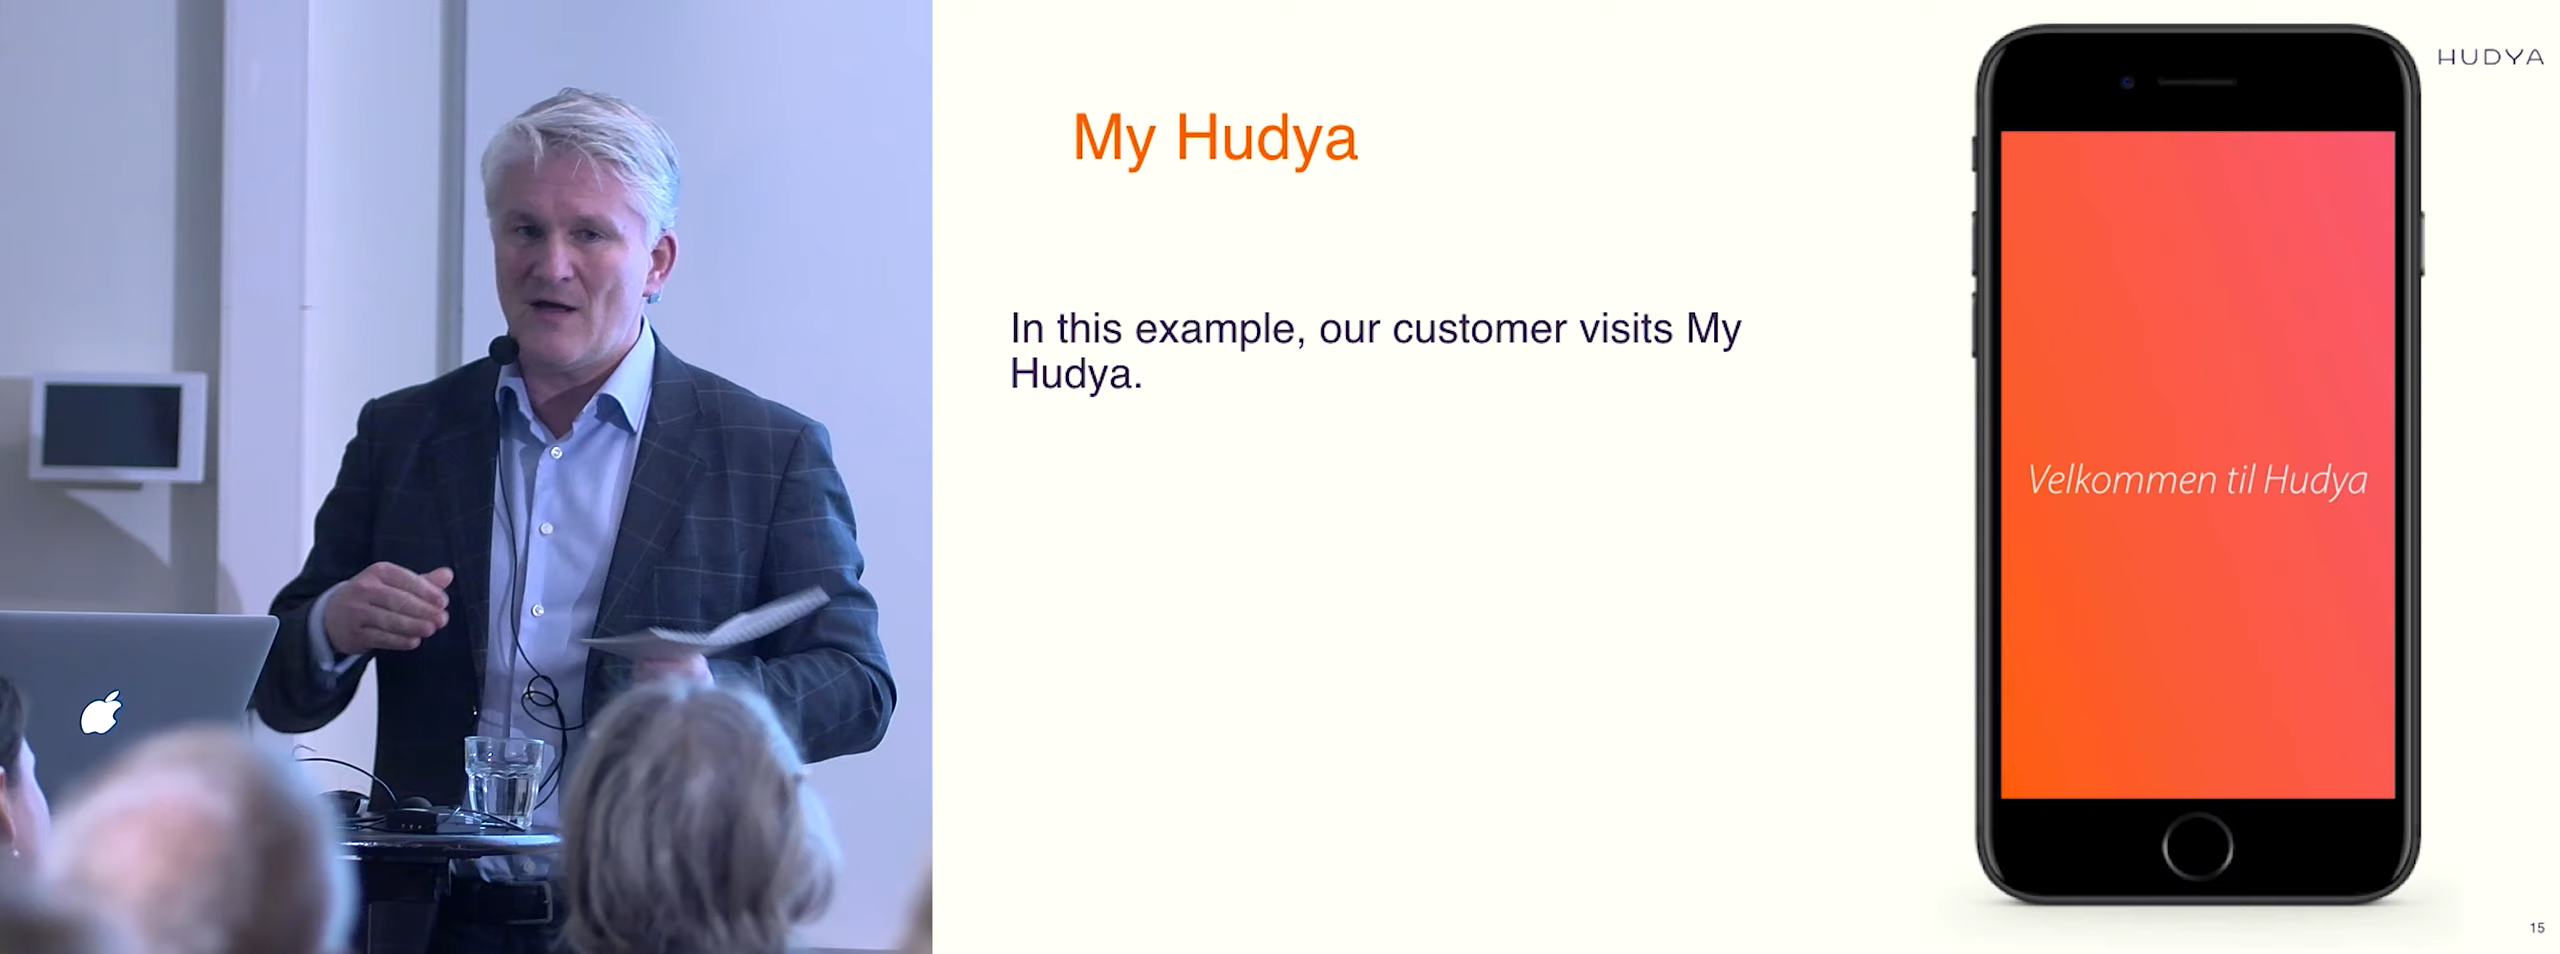 My Hudya
HUDYA
In this example, our customer visits My
Hudya.
Velkommen til Hudya
15